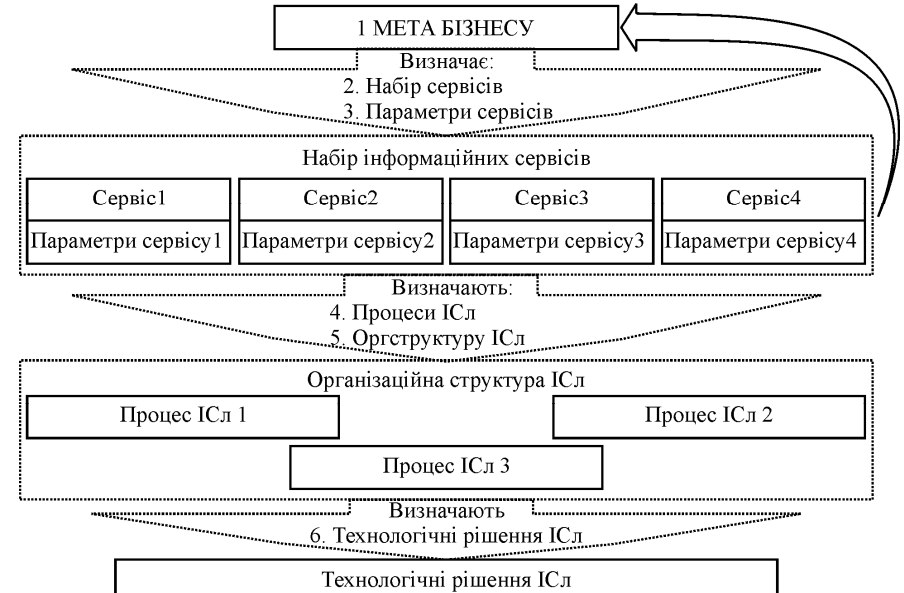 1 МЕТА БІЗНЕСУ
Визначає:
2. Набір сервісів
3. Параметри сервісів
Набір інформаційних сервісів
Сервіс1
Сервіс2
Сервіс3
Сервіс4
Параметри сервісу1
Параметри сервісу2
Параметри сервісу3
Параметри сервісу4
Визначають:
4. Процеси ІСл
5. Оргструктуру ІСл
Організаційна структура ІСл
Процес ІСл 1
Процес ІСл 2
Процес ІСл 3
Визначають
6. Технологічні рішення ІСл
Технологічні рішення ІСл